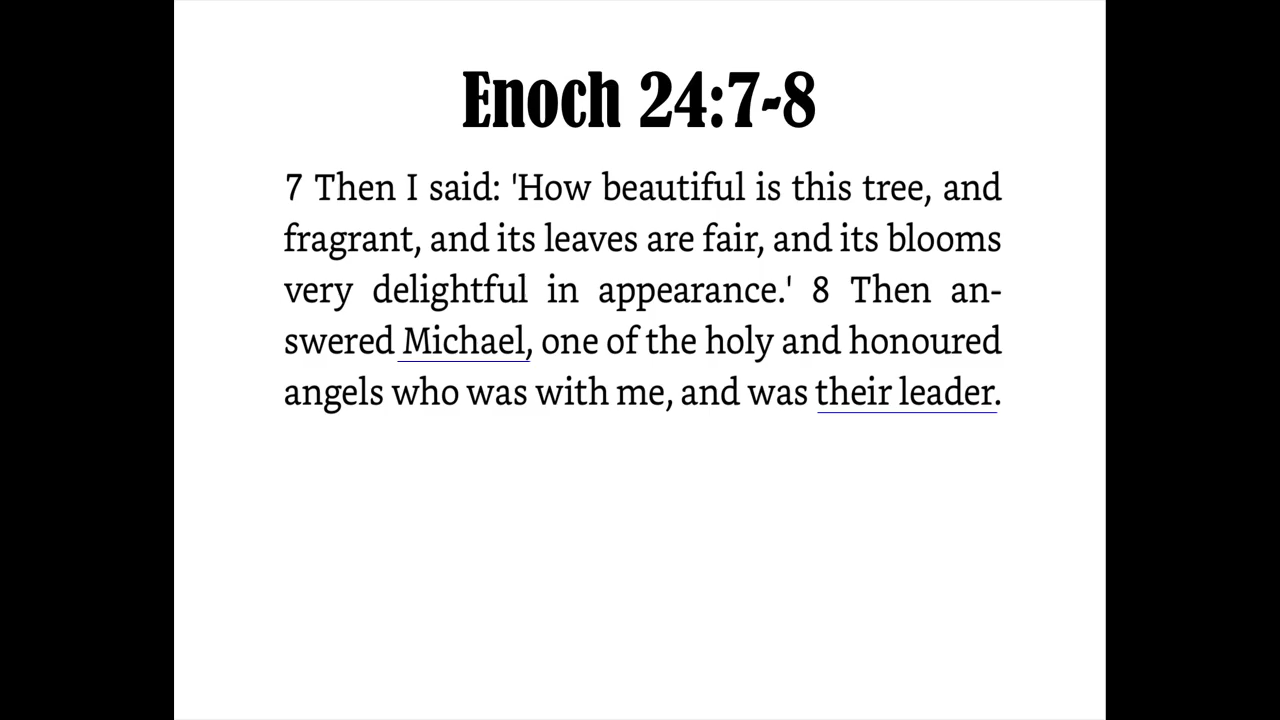 Enoch 24:7-8
7 Then I said: 'How beautiful is this tree, and
fragrant, and its leaves are fair, and its blooms
very delightful in appearance.' 8 Then an-
swered Michael, one of the holy and honoured
angels who was with me, and was their leader.